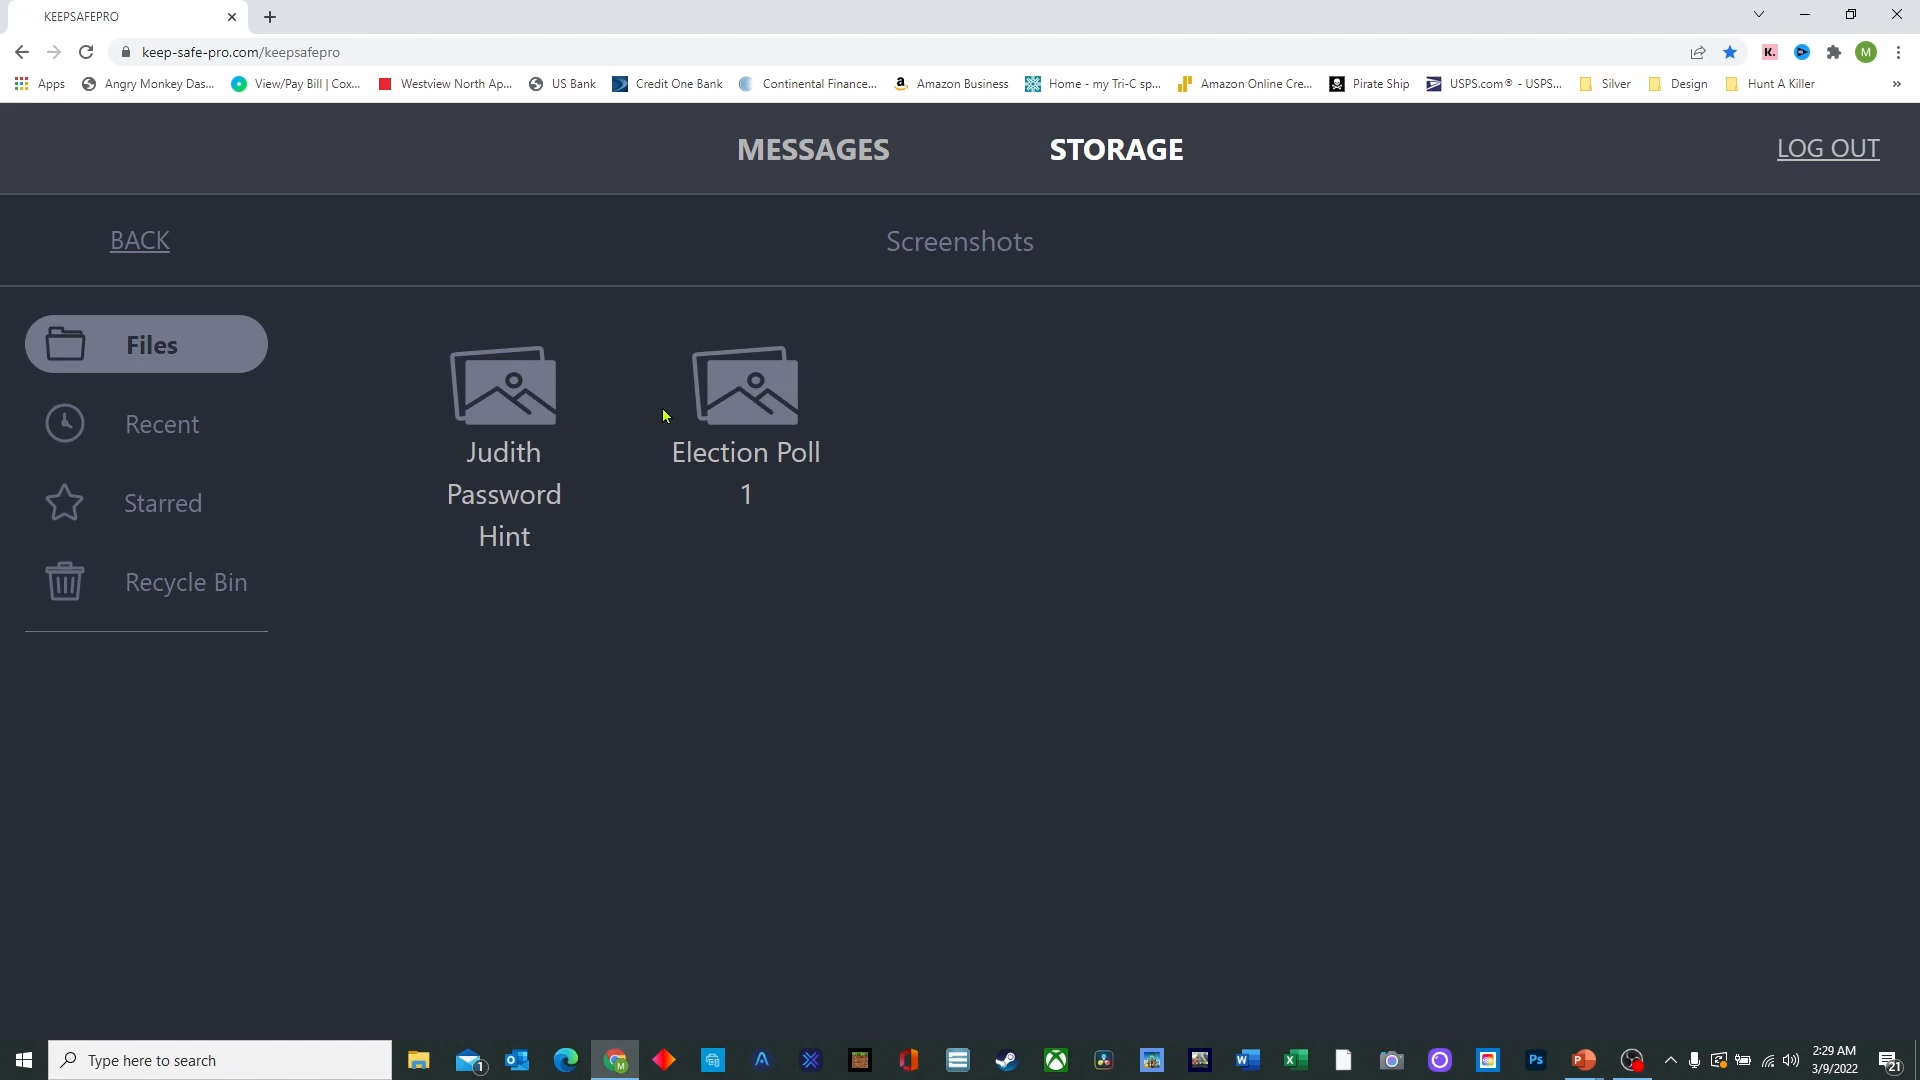 KEEPSAFEPRO
keep-safe-pro.com/keepsafepro
K.
M
Apps
Angry Monkey Das...
View/Pay Bill | Cox...
Westview North Ap...
US Bank
Credit One Bank
Continental Finance...
a
Amazon Business
Home - my Tri-C sp...
Amazon Online Cre...
Pirate Ship
USPS.com® - USPS...
Silver
Design
Hunt A Killer
»
MESSAGES
STORAGE
LOG OUT
BACK
Screenshots
Files
Recent
Starred
Recycle Bin
Judith
Password
Hint
Election Poll
1
Type here to search
1
M
A
W
X
Ps
P
2:29 AM
3/9/2022
21